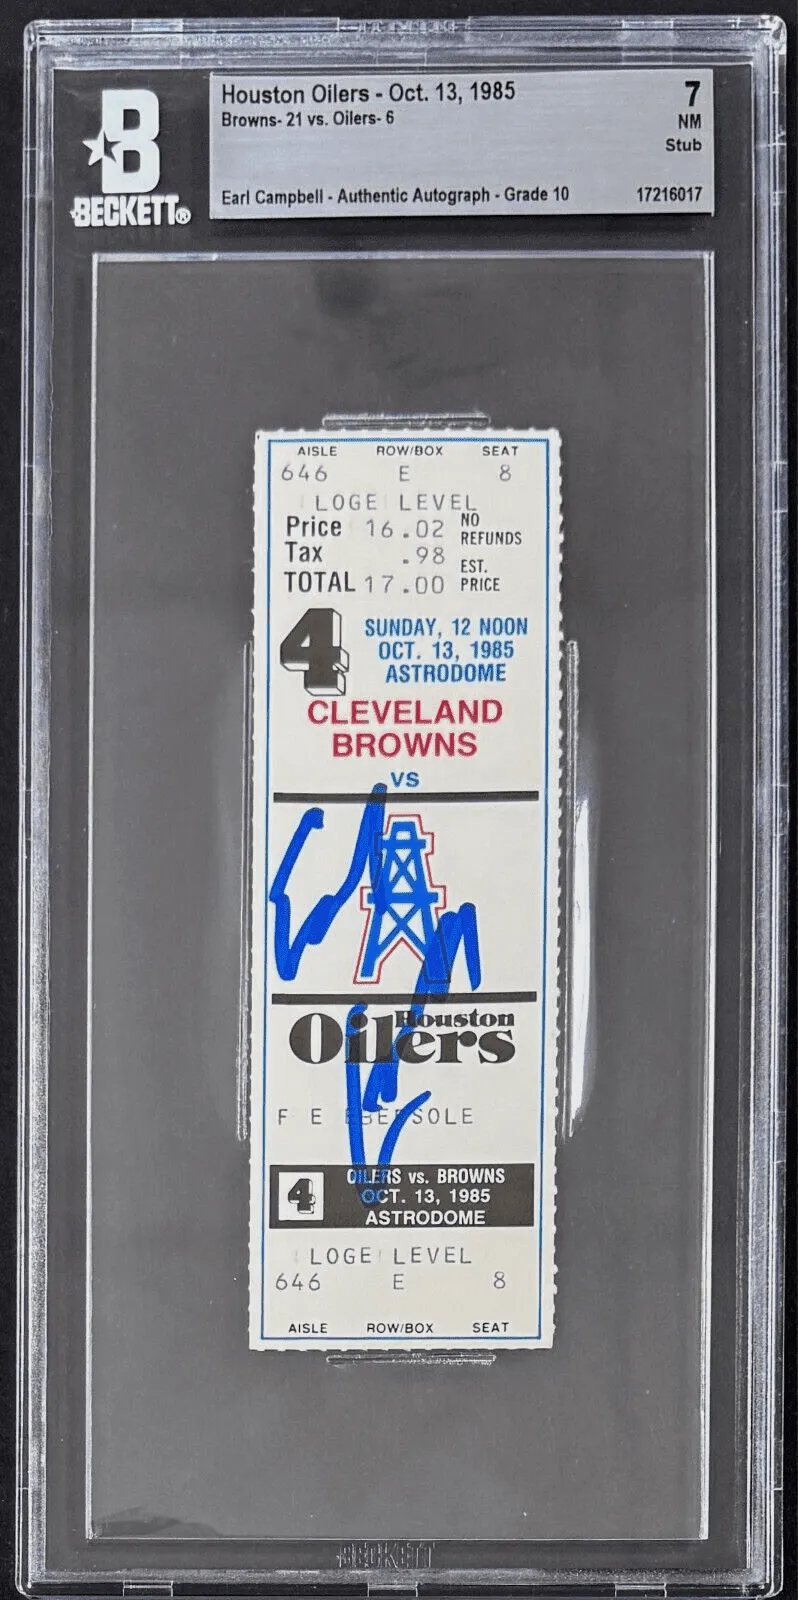 Houston Oilers - Oct. 13, 1985
Browns- 21 vs. Oilers- 6
7
NM
Stub
Earl Campbell - Authentic Autograph - Grade 10
17216017
B
BECKETT®
AISLE ROW/BOX SEAT
646 E 8
LOGE LEVEL
Price 16.02 NO REFUNDS
Tax .98
TOTAL 17.00 EST. PRICE
4
SUNDAY, 12 NOON
OCT. 13, 1985
ASTRODOME
CLEVELAND
BROWNS
VS
Houston
Oilers
F E EBERSOLE
4
OILERS vs. BROWNS
OCT. 13, 1985
ASTRODOME
LOGE LEVEL
646 E 8
AISLE ROW/BOX SEAT
BECKETT